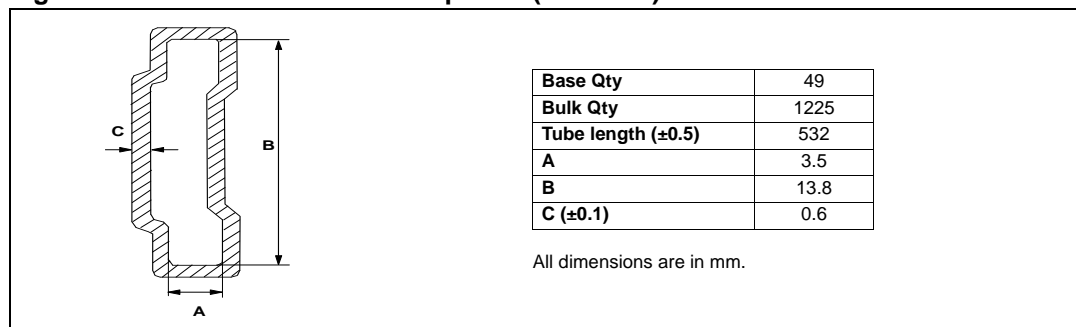 C
B
A
Base Qty 49
Bulk Qty 1225
Tube length (±0.5) 532
A 3.5
B 13.8
C (±0.1) 0.6
All dimensions are in mm.